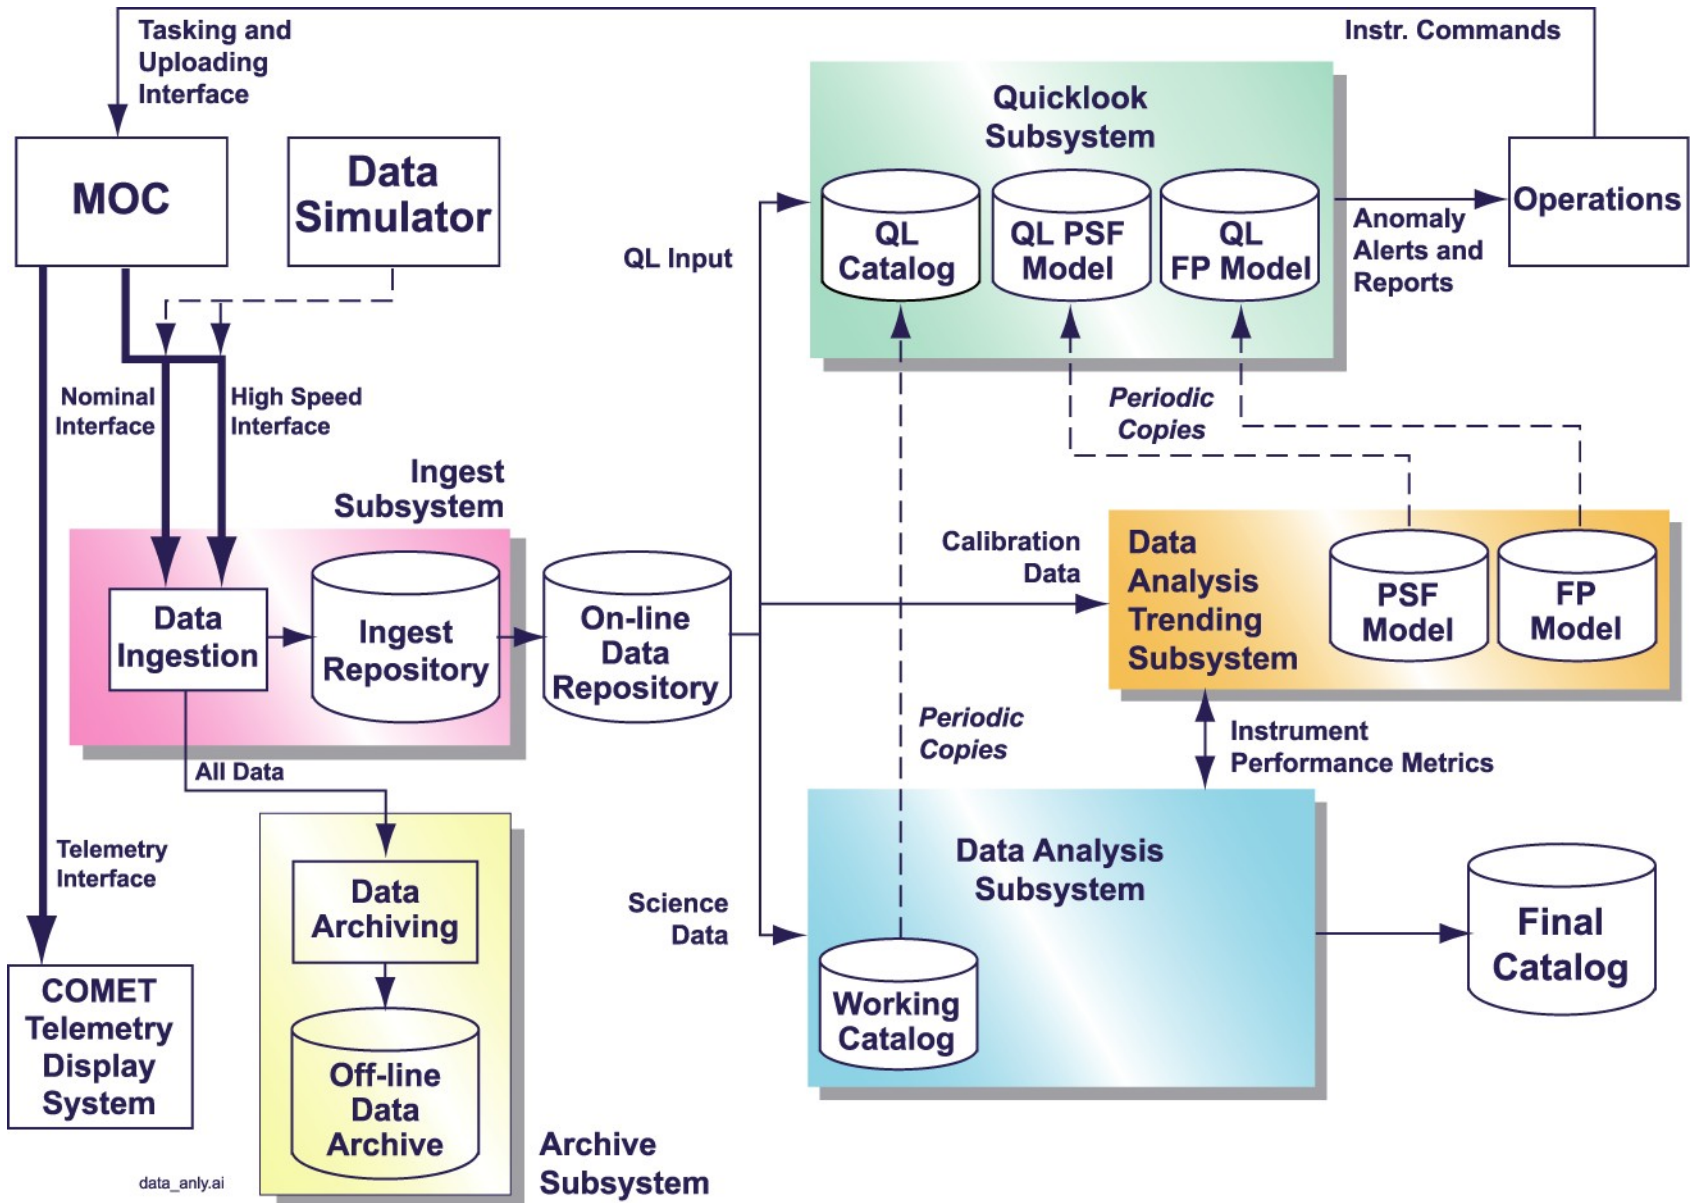 Tasking and
Uploading
Interface
Instr. Commands
MOC
Data
Simulator
Quicklook
Subsystem
QL
Catalog
QL PSF
Model
QL
FP Model
Operations
QL Input
Anomaly
Alerts and
Reports
Nominal
Interface
High Speed
Interface
Periodic
Copies
Ingest
Subsystem
Data
Ingestion
Ingest
Repository
On-line
Data
Repository
Calibration
Data
Data
Analysis
Trending
Subsystem
PSF
Model
FP
Model
Periodic
Copies
Instrument
Performance Metrics
All Data
Telemetry
Interface
Data
Archiving
Science
Data
Data Analysis
Subsystem
Working
Catalog
Final
Catalog
COMET
Telemetry
Display
System
Off-line
Data
Archive
Archive
Subsystem
data_anly.ai